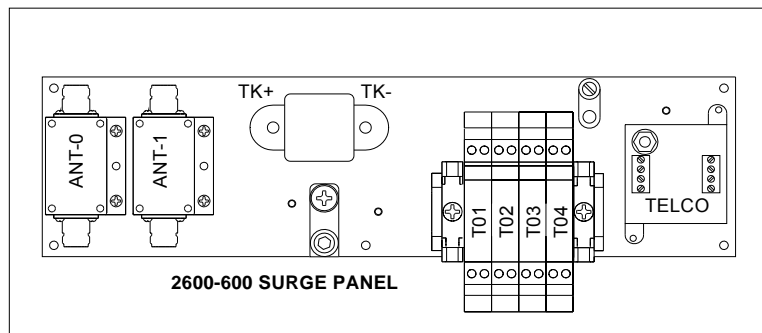 TK+ TK-
ANT-0 ANT-1
T01 T02 T03 T04
TELCO
2600-600 SURGE PANEL